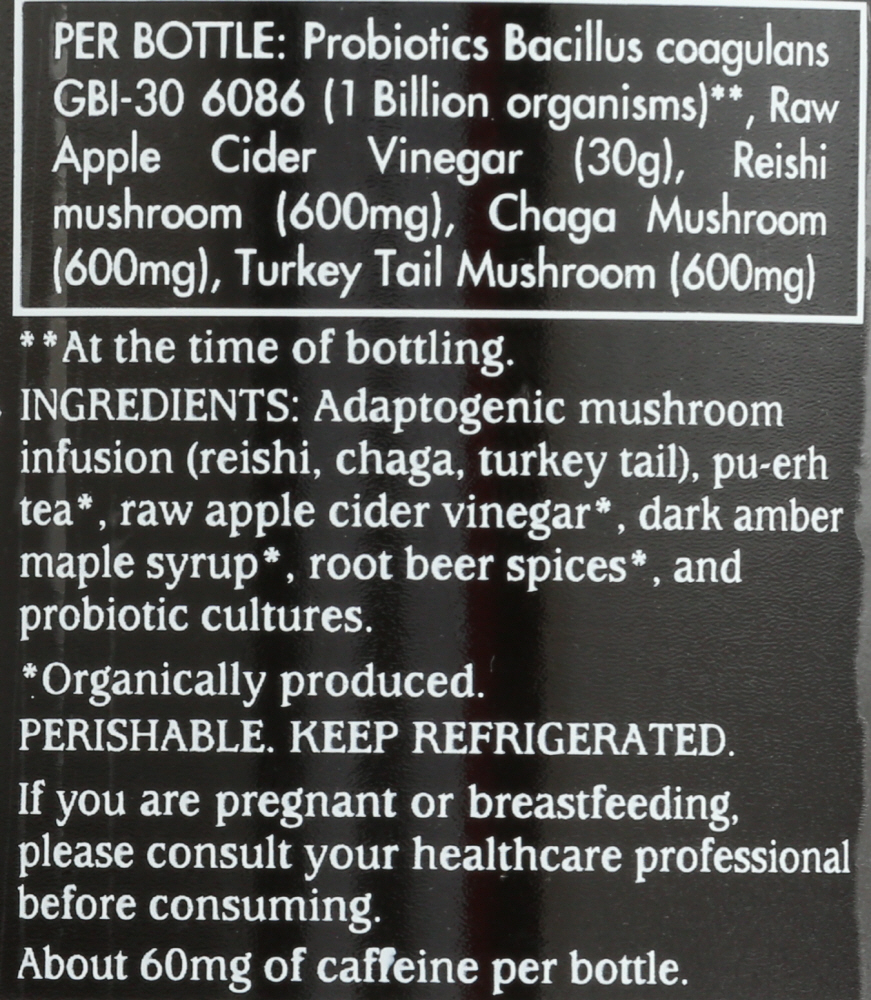 PER BOTTLE: Probiotics Bacillus coagulans
GBI-30 6086 (1 Billion organisms)**, Raw
Apple Cider Vinegar (30g), Reishi
mushroom (600mg), Chaga Mushroom
(600mg), Turkey Tail Mushroom (600mg)
**At the time of bottling.
INGREDIENTS: Adaptogenic mushroom
infusion (reishi, chaga, turkey tail), pu-erh
tea*, raw apple cider vinegar*, dark amber
maple syrup*, root beer spices*, and
probiotic cultures.
*Organically produced.
PERISHABLE. KEEP REFRIGERATED.
If you are pregnant or breastfeeding,
please consult your healthcare professional
before consuming.
About 60mg of caffeine per bottle.